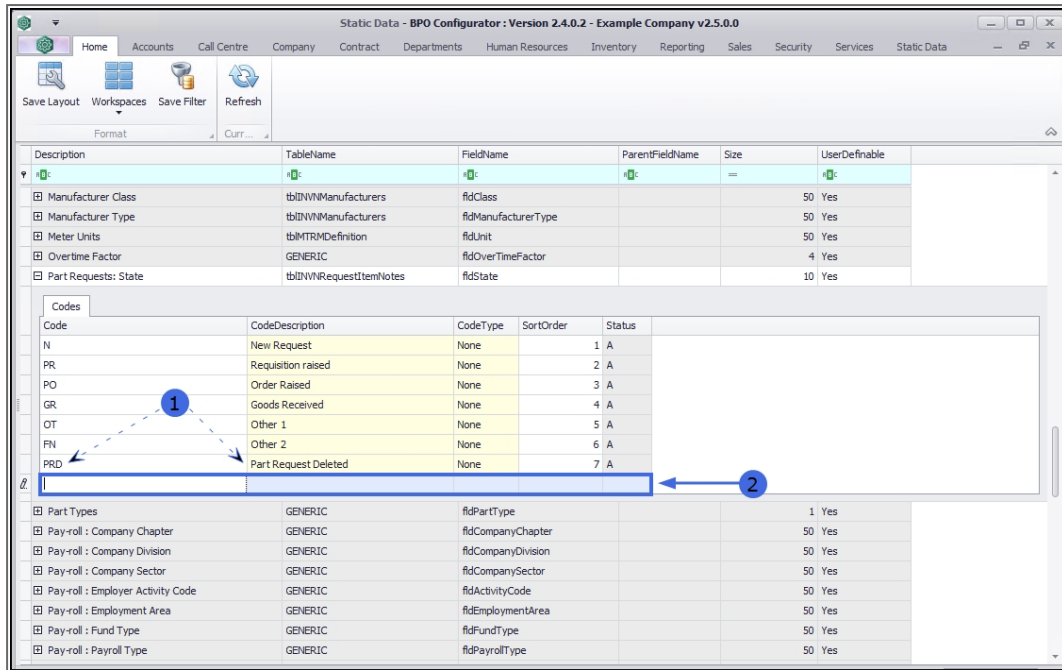 Static Data - BPO Configurator : Version 2.4.0.2 - Example Company v2.5.0.0
Home Accounts Call Centre Company Contract Departments Human Resources Inventory Reporting Sales Security Services Static Data
Save Layout Workspaces Save Filter Refresh
Format Curr...
Description TableName FieldName ParentFieldName Size UserDefinable
=
Manufacturer Class tblINVNManufacturers fldClass 50 Yes
Manufacturer Type tblINVNManufacturers fldManufacturerType 50 Yes
Meter Units tblMTRMDefinition fldUnit 50 Yes
Overtime Factor GENERIC fldOverTimeFactor 4 Yes
Part Requests: State tblINVNRequestItemNotes fldState 10 Yes
Codes
Code CodeDescription CodeType SortOrder Status
N New Request None 1 A
PR Requisition raised None 2 A
PO Order Raised None 3 A
GR Goods Received None 4 A
1
OT Other 1 None 5 A
FN Other 2 None 6 A
PRD Part Request Deleted None 7 A
2
Part Types GENERIC fldPartType 1 Yes
Pay-roll : Company Chapter GENERIC fldCompanyChapter 50 Yes
Pay-roll : Company Division GENERIC fldCompanyDivision 50 Yes
Pay-roll : Company Sector GENERIC fldCompanySector 50 Yes
Pay-roll : Employer Activity Code GENERIC fldActivityCode 50 Yes
Pay-roll : Employment Area GENERIC fldEmploymentArea 50 Yes
Pay-roll : Fund Type GENERIC fldFundType 50 Yes
Pay-roll : Payroll Type GENERIC fldPayrollType 50 Yes